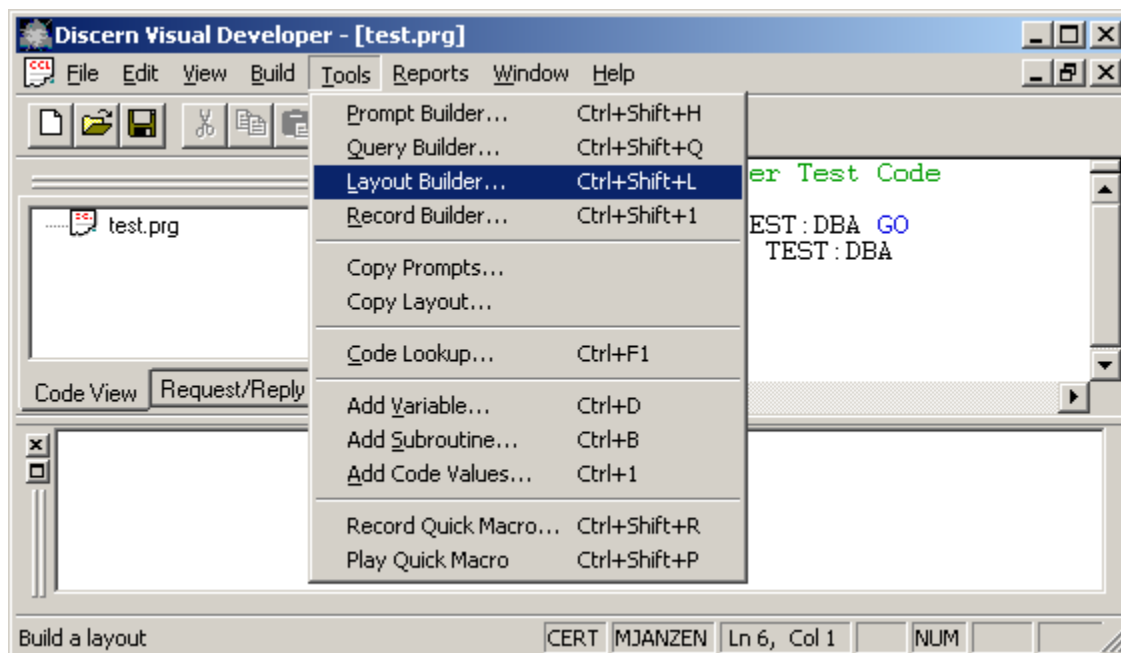 Discern Visual Developer - [test.prg]
File Edit View Build Tools Reports Window Help
Prompt Builder... Ctrl+Shift+H
Query Builder... Ctrl+Shift+Q
Layout Builder... Ctrl+Shift+L
Record Builder... Ctrl+Shift+1
Copy Prompts...
Copy Layout...
Code Lookup... Ctrl+F1
Add Variable... Ctrl+D
Add Subroutine... Ctrl+B
Add Code Values... Ctrl+1
Record Quick Macro... Ctrl+Shift+R
Play Quick Macro Ctrl+Shift+P
test.prg
Code View Request/Reply
er Test Code
EST:DBA GO
TEST:DBA
Build a layout CERT MJANZEN Ln 6, Col 1 NUM